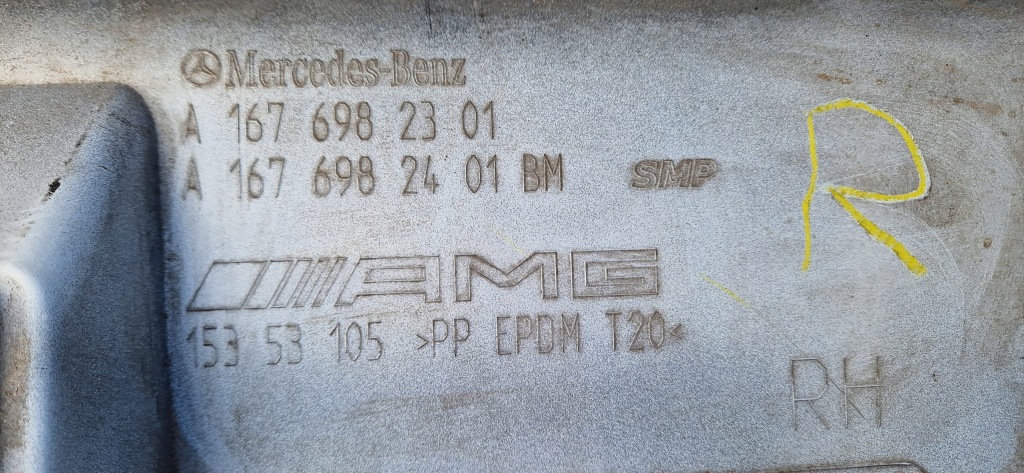 Mercedes-Benz
A 167 698 23 01
A 167 698 24 01 BM SMP
R
AMG
153 53 105 >PP EPDM T20<
RH